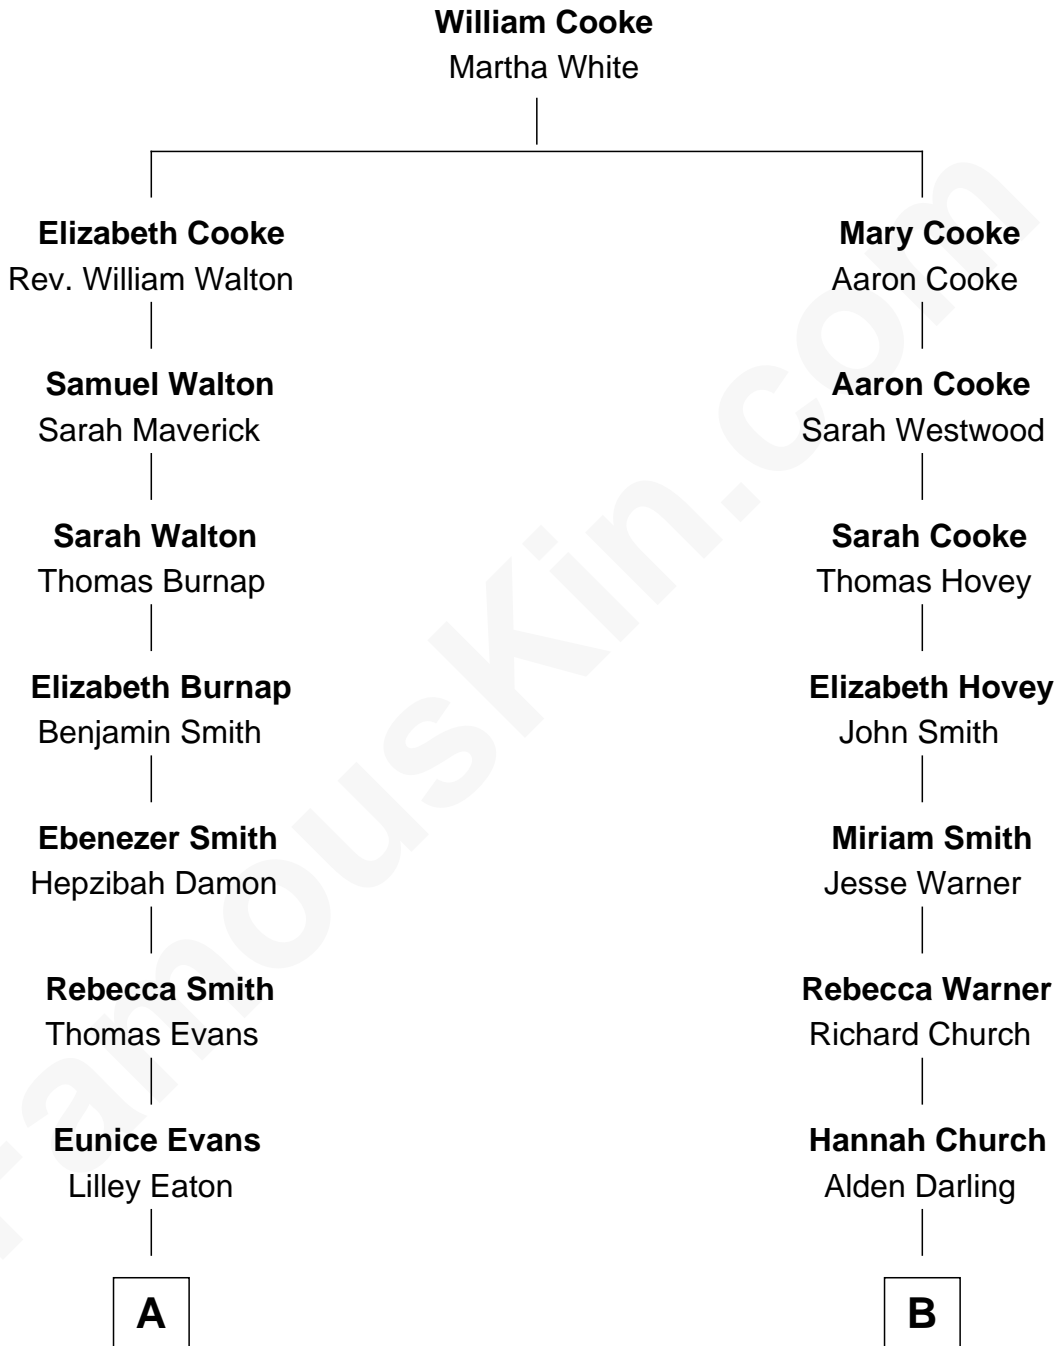 William Cooke
Martha White
Elizabeth Cooke
Rev. William Walton
Mary Cooke
Aaron Cooke
Samuel Walton
Sarah Maverick
Aaron Cooke
Sarah Westwood
Sarah Walton
Thomas Burnap
Sarah Cooke
Thomas Hovey
Elizabeth Burnap
Benjamin Smith
Elizabeth Hovey
John Smith
Ebenezer Smith
Hepzibah Damon
Miriam Smith
Jesse Warner
Rebecca Smith
Thomas Evans
Rebecca Warner
Richard Church
Eunice Evans
Lilley Eaton
Hannah Church
Alden Darling
A
B
FamousKin.com